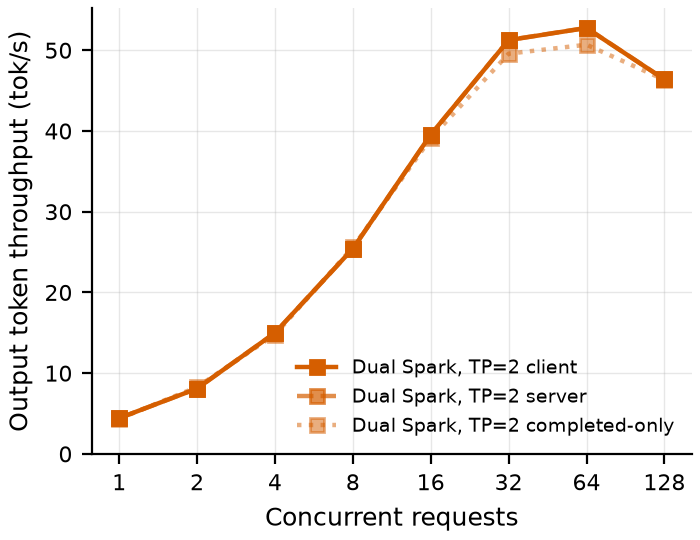 Output token throughput (tok/s)
50
40
30
20
10
0
Dual Spark, TP=2 client
Dual Spark, TP=2 server
Dual Spark, TP=2 completed-only
1 2 4 8 16 32 64 128
Concurrent requests